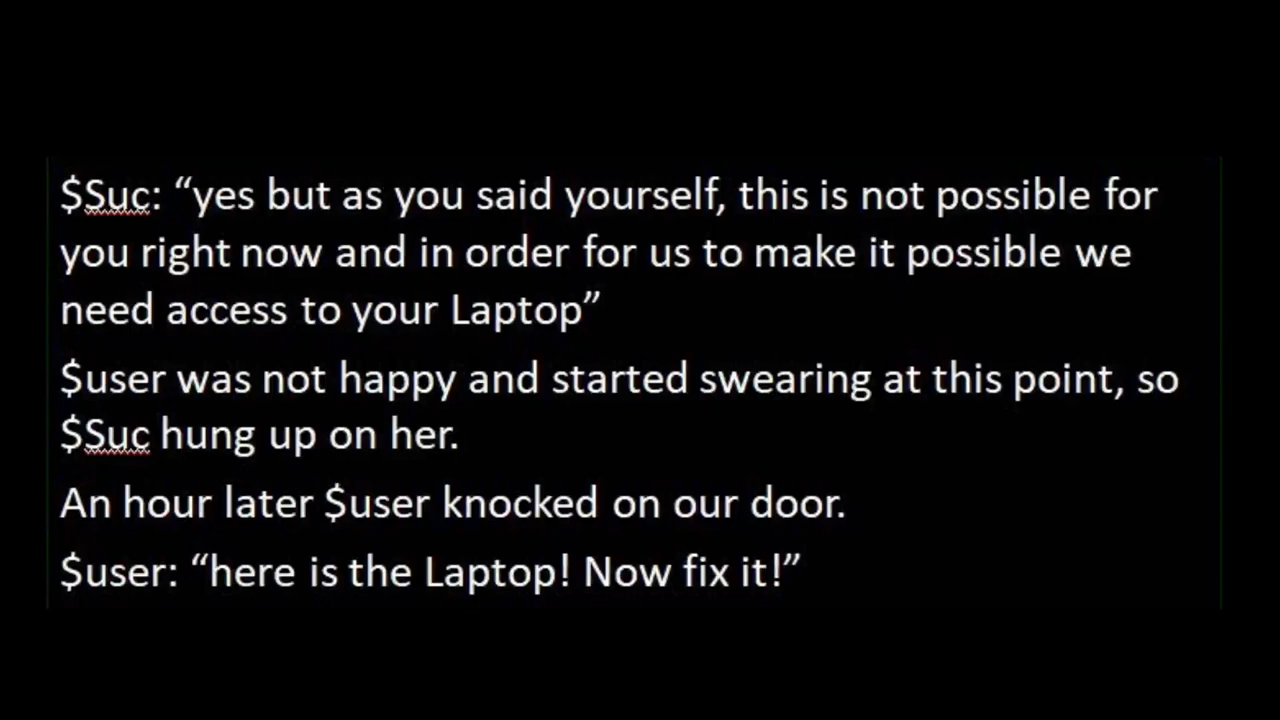 $Suc: “yes but as you said yourself, this is not possible for
you right now and in order for us to make it possible we
need access to your Laptop”
$user was not happy and started swearing at this point, so
$Suc hung up on her.
An hour later $user knocked on our door.
$user: “here is the Laptop! Now fix it!”